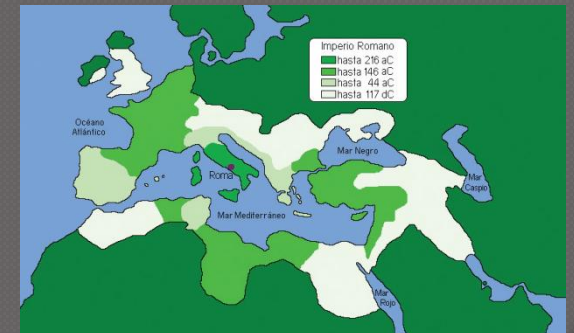 Imperio Romano
hasta 216 aC
hasta 146 aC
hasta 44 aC
hasta 117 dC
Océano
Atlántico
Mar Negro
Mar
Caspio
Roma
Mar Mediterráneo
Mar
Rojo